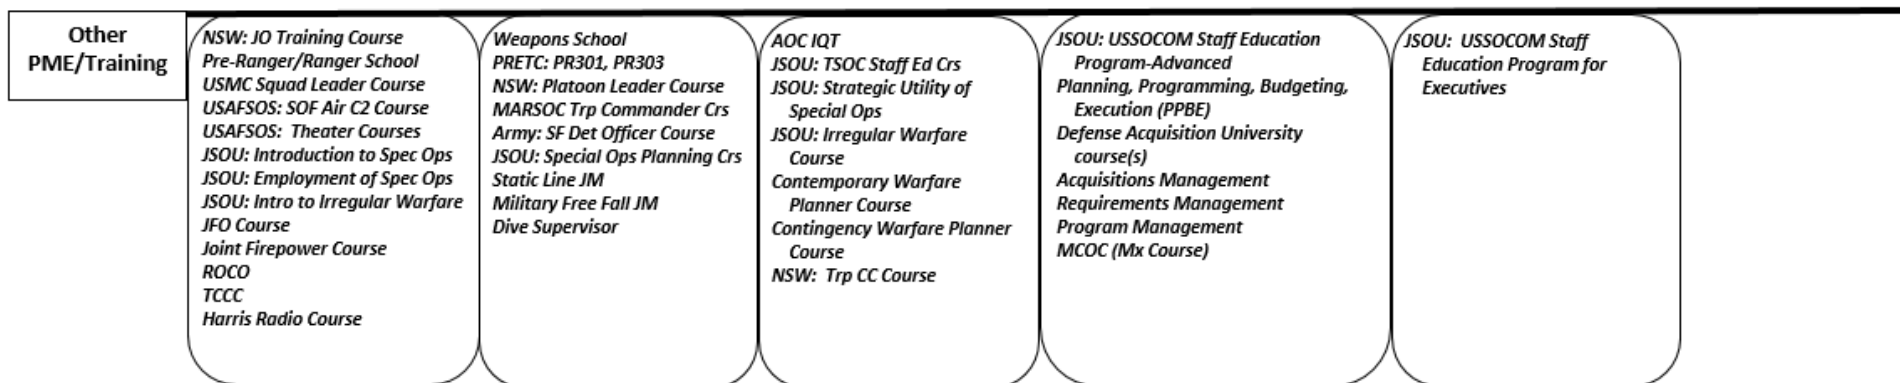 Other
PME/Training
NSW: JO Training Course
Pre-Ranger/Ranger School
USMC Squad Leader Course
USAFSOS: SOF Air C2 Course
USAFSOS: Theater Courses
JSOU: Introduction to Spec Ops
JSOU: Employment of Spec Ops
JSOU: Intro to Irregular Warfare
JFO Course
Joint Firepower Course
ROCO
TCCC
Harris Radio Course
Weapons School
PRETC: PR301, PR303
NSW: Platoon Leader Course
MARSOC Trp Commander Crs
Army: SF Det Officer Course
JSOU: Special Ops Planning Crs
Static Line JM
Military Free Fall JM
Dive Supervisor
AOC IQT
JSOU: TSOC Staff Ed Crs
JSOU: Strategic Utility of
Special Ops
JSOU: Irregular Warfare
Course
Contemporary Warfare
Planner Course
Contingency Warfare Planner
Course
NSW: Trp CC Course
JSOU: USSOCOM Staff Education
Program-Advanced
Planning, Programming, Budgeting,
Execution (PPBE)
Defense Acquisition University
course(s)
Acquisitions Management
Requirements Management
Program Management
MCOC (Mx Course)
JSOU: USSOCOM Staff
Education Program for
Executives